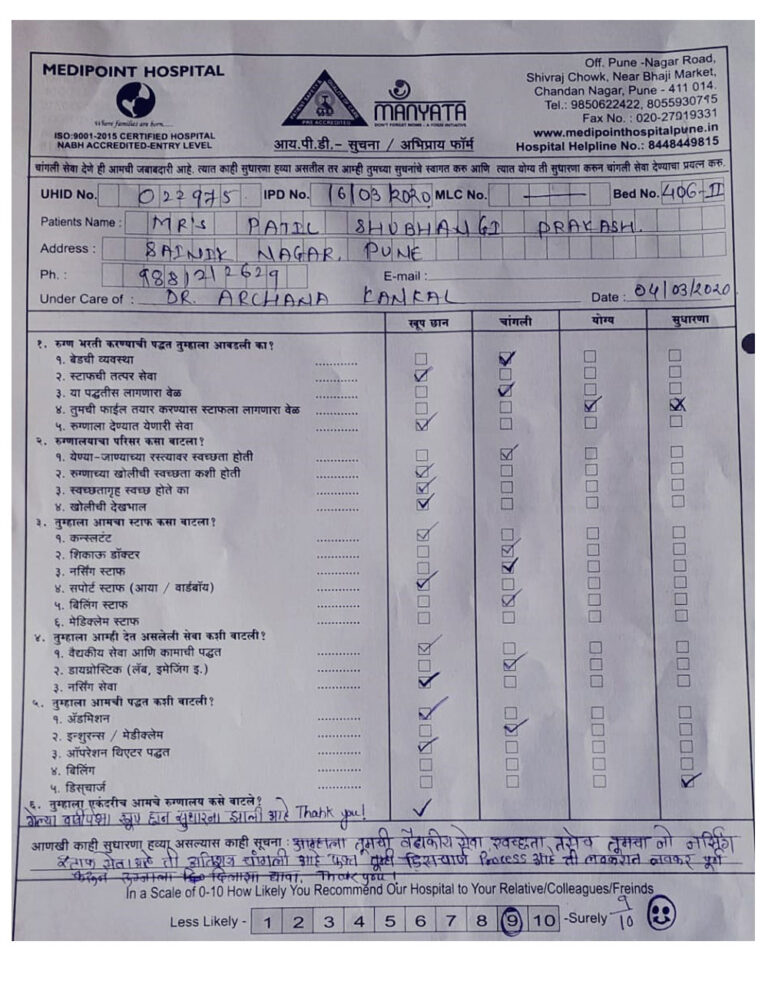 MEDIPOINT HOSPITAL
Where families are born.....
ISO:9001-2015 CERTIFIED HOSPITAL
NABH ACCREDITED-ENTRY LEVEL
PRE ACCREDITED
MANYATA
आय.पी.डी.- सुचना / अभिप्राय फॉर्म
Off. Pune -Nagar Road,
Shivraj Chowk, Near Bhaji Market,
Chandan Nagar, Pune - 411 014.
Tel.: 9850622422, 8055930715
Fax No. : 020-27019331
www.medipointhospitalpune.in
Hospital Helpline No.: 8448449815
चांगली सेवा देणे ही आमची जबाबदारी आहे. त्यात काही सुधारणा हव्या असतील तर आम्ही तुमच्या सुचनांचे स्वागत करु आणि त्यात योग्य ती सुधारणा करुन चांगली सेवा देण्याचा प्रयत्न करु.
UHID No. 022975 IPD No. 16/03/2020 MLC No. — Bed No. 406-II
Patients Name : MR's PATIL SHUBHANGI PRAKASH.
Address : SAINIK NAGAR, PUNE
Ph. : 9881212629 E-mail :
Under Care of : DR. ARCHANA KANKAL Date : 04/03/2020
खूप छान चांगली योग्य सुधारणा
१. रुग्ण भरती करण्याची पद्धत तुम्हाला आवडली का?
१. बेडची व्यवस्था
२. स्टाफची तत्पर सेवा
३. या पद्धतीस लागणारा वेळ
४. तुमची फाईल तयार करण्यास स्टाफला लागणारा वेळ
५. रुग्णाला देण्यात येणारी सेवा
२. रुग्णालयाचा परिसर कसा वाटला?
१. येण्या-जाण्याच्या रस्त्यावर स्वच्छता होती
२. रुग्णाच्या खोलीची स्वच्छता कशी होती
३. स्वच्छतागृह स्वच्छ होते का
४. खोलीची देखभाल
३. तुम्हाला आमचा स्टाफ कसा वाटला?
१. कन्सलटंट
२. शिकाऊ डॉक्टर
३. नर्सिंग स्टाफ
४. सपोर्ट स्टाफ (आया / वार्डबॉय)
५. बिलिंग स्टाफ
६. मेडिक्लेम स्टाफ
४. तुम्हाला आम्ही देत असलेली सेवा कशी वाटली?
१. वैद्यकीय सेवा आणि कामाची पद्धत
२. डायग्नोस्टिक (लॅब, इमेजिंग इ.)
३. नर्सिंग सेवा
५. तुम्हाला आमची पद्धत कशी वाटली?
१. ॲडमिशन
२. इन्शुरन्स / मेडीक्लेम
३. ऑपरेशन थिएटर पद्धत
४. बिलिंग
५. डिस्चार्ज
६. तुम्हाला एकंदरीच आमचे रुग्णालय कसे वाटले?
गेल्या वर्षीपेक्षा खूप छान सुधारना झाली आहे Thank you!
आणखी काही सुधारणा हव्या असल्यास काही सूचना : आम्हाला तुमची वैद्यकीय सेवा स्वच्छता, तसेच तुमचा जो नर्सिंग
स्टाफ सेवा आहे ती अतिशय चांगली आहे फक्त तुम्ही डिसचार्ज Process आहे ती लवकरात लवकर पूर्ण
करून दिलासा द्यावा. Thank you!
In a Scale of 0-10 How Likely You Recommend Our Hospital to Your Relative/Colleagues/Freinds
Less Likely - 1 2 3 4 5 6 7 8 9 10 -Surely 9/10